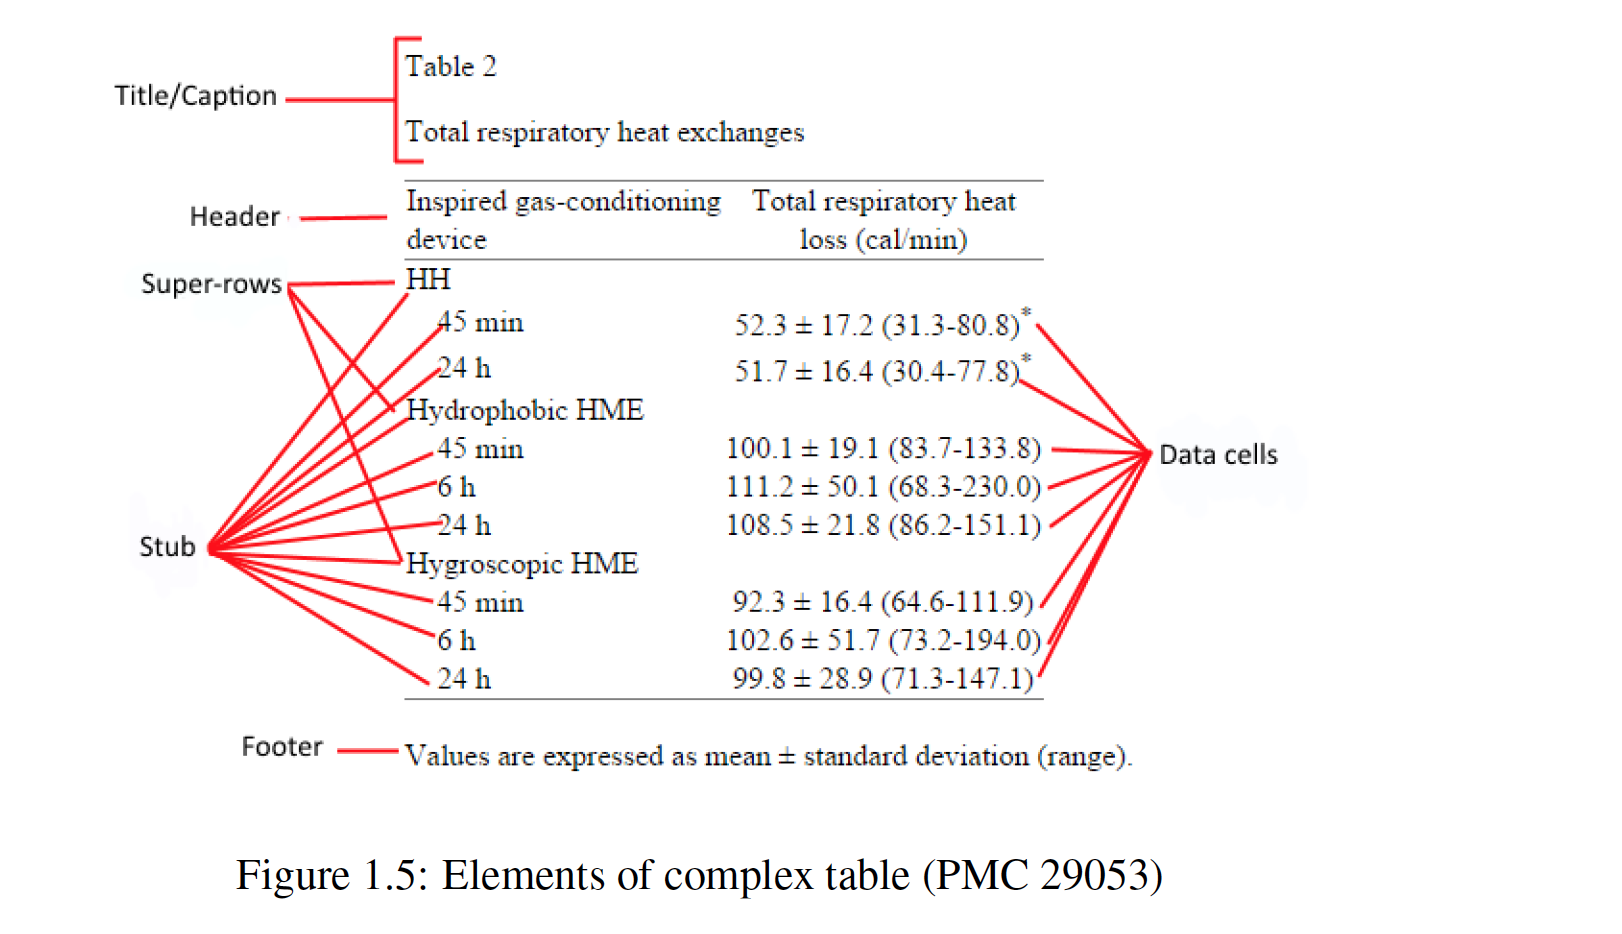 Title/Caption
Table 2
Total respiratory heat exchanges
Header
Inspired gas-conditioning device
Total respiratory heat loss (cal/min)
Super-rows
HH
45 min 52.3 ± 17.2 (31.3-80.8)*
24 h 51.7 ± 16.4 (30.4-77.8)*
Hydrophobic HME
45 min 100.1 ± 19.1 (83.7-133.8)
Data cells
6 h 111.2 ± 50.1 (68.3-230.0)
24 h 108.5 ± 21.8 (86.2-151.1)
Stub
Hygroscopic HME
45 min 92.3 ± 16.4 (64.6-111.9)
6 h 102.6 ± 51.7 (73.2-194.0)
24 h 99.8 ± 28.9 (71.3-147.1)
Footer
Values are expressed as mean ± standard deviation (range).
Figure 1.5: Elements of complex table (PMC 29053)